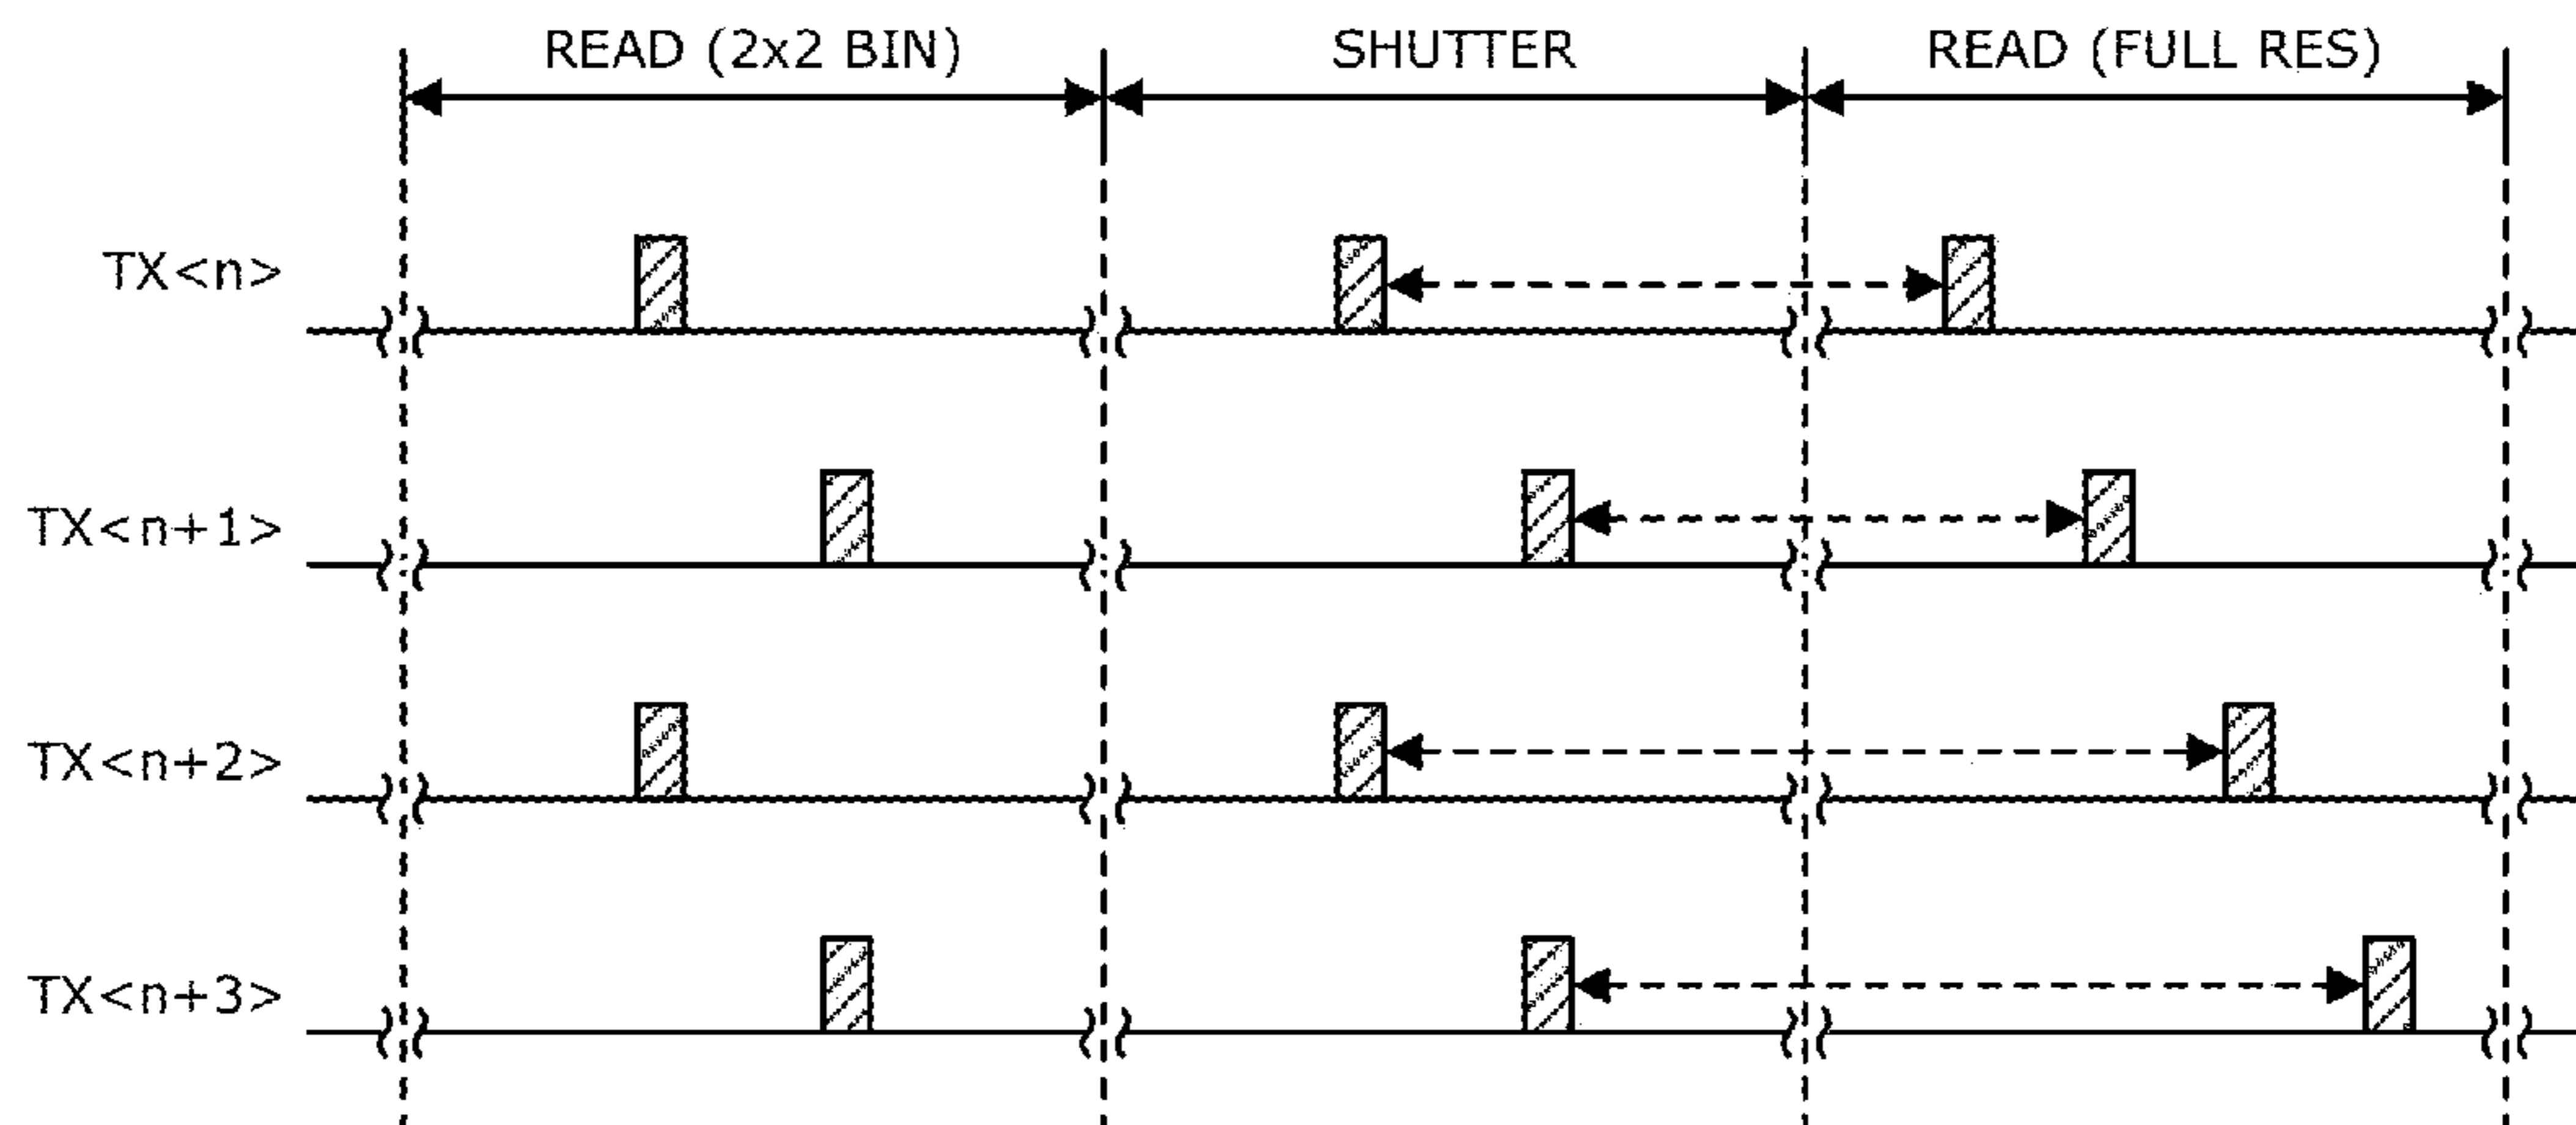 READ (2x2 BIN) SHUTTER READ (FULL RES)
TX<n>
TX<n+1>
TX<n+2>
TX<n+3>